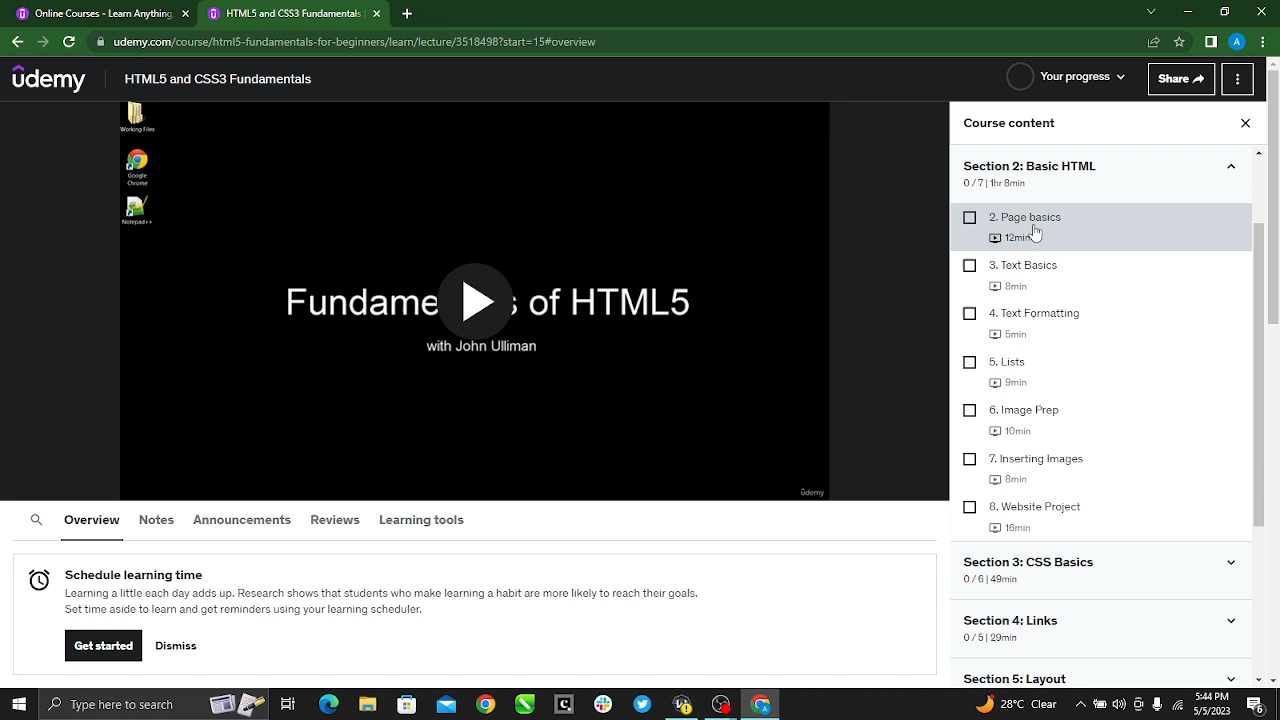 Online Courses - Learn Anything
HTML5 and CSS3 Fundamentals
udemy.com/course/html5-fundamentals-for-beginners/learn/lecture/3518498?start=15#overview
A
udemy
HTML5 and CSS3 Fundamentals
Your progress
Share
Working Files
Google
Chrome
Notepad++
Fundame s of HTML5
with John Ulliman
udemy
Course content
Section 2: Basic HTML
0 / 7 | 1hr 8min
2. Page basics
12min
3. Text Basics
8min
4. Text Formatting
5min
5. Lists
9min
6. Image Prep
10min
7. Inserting Images
8min
8. Website Project
16min
Section 3: CSS Basics
0 / 6 | 49min
Section 4: Links
0 / 5 | 29min
Section 5: Layout
Overview
Notes
Announcements
Reviews
Learning tools
Schedule learning time
Learning a little each day adds up. Research shows that students who make learning a habit are more likely to reach their goals.
Set time aside to learn and get reminders using your learning scheduler.
Get started
Dismiss
Type here to search
28°C Clear
5:44 PM
5/5/2023